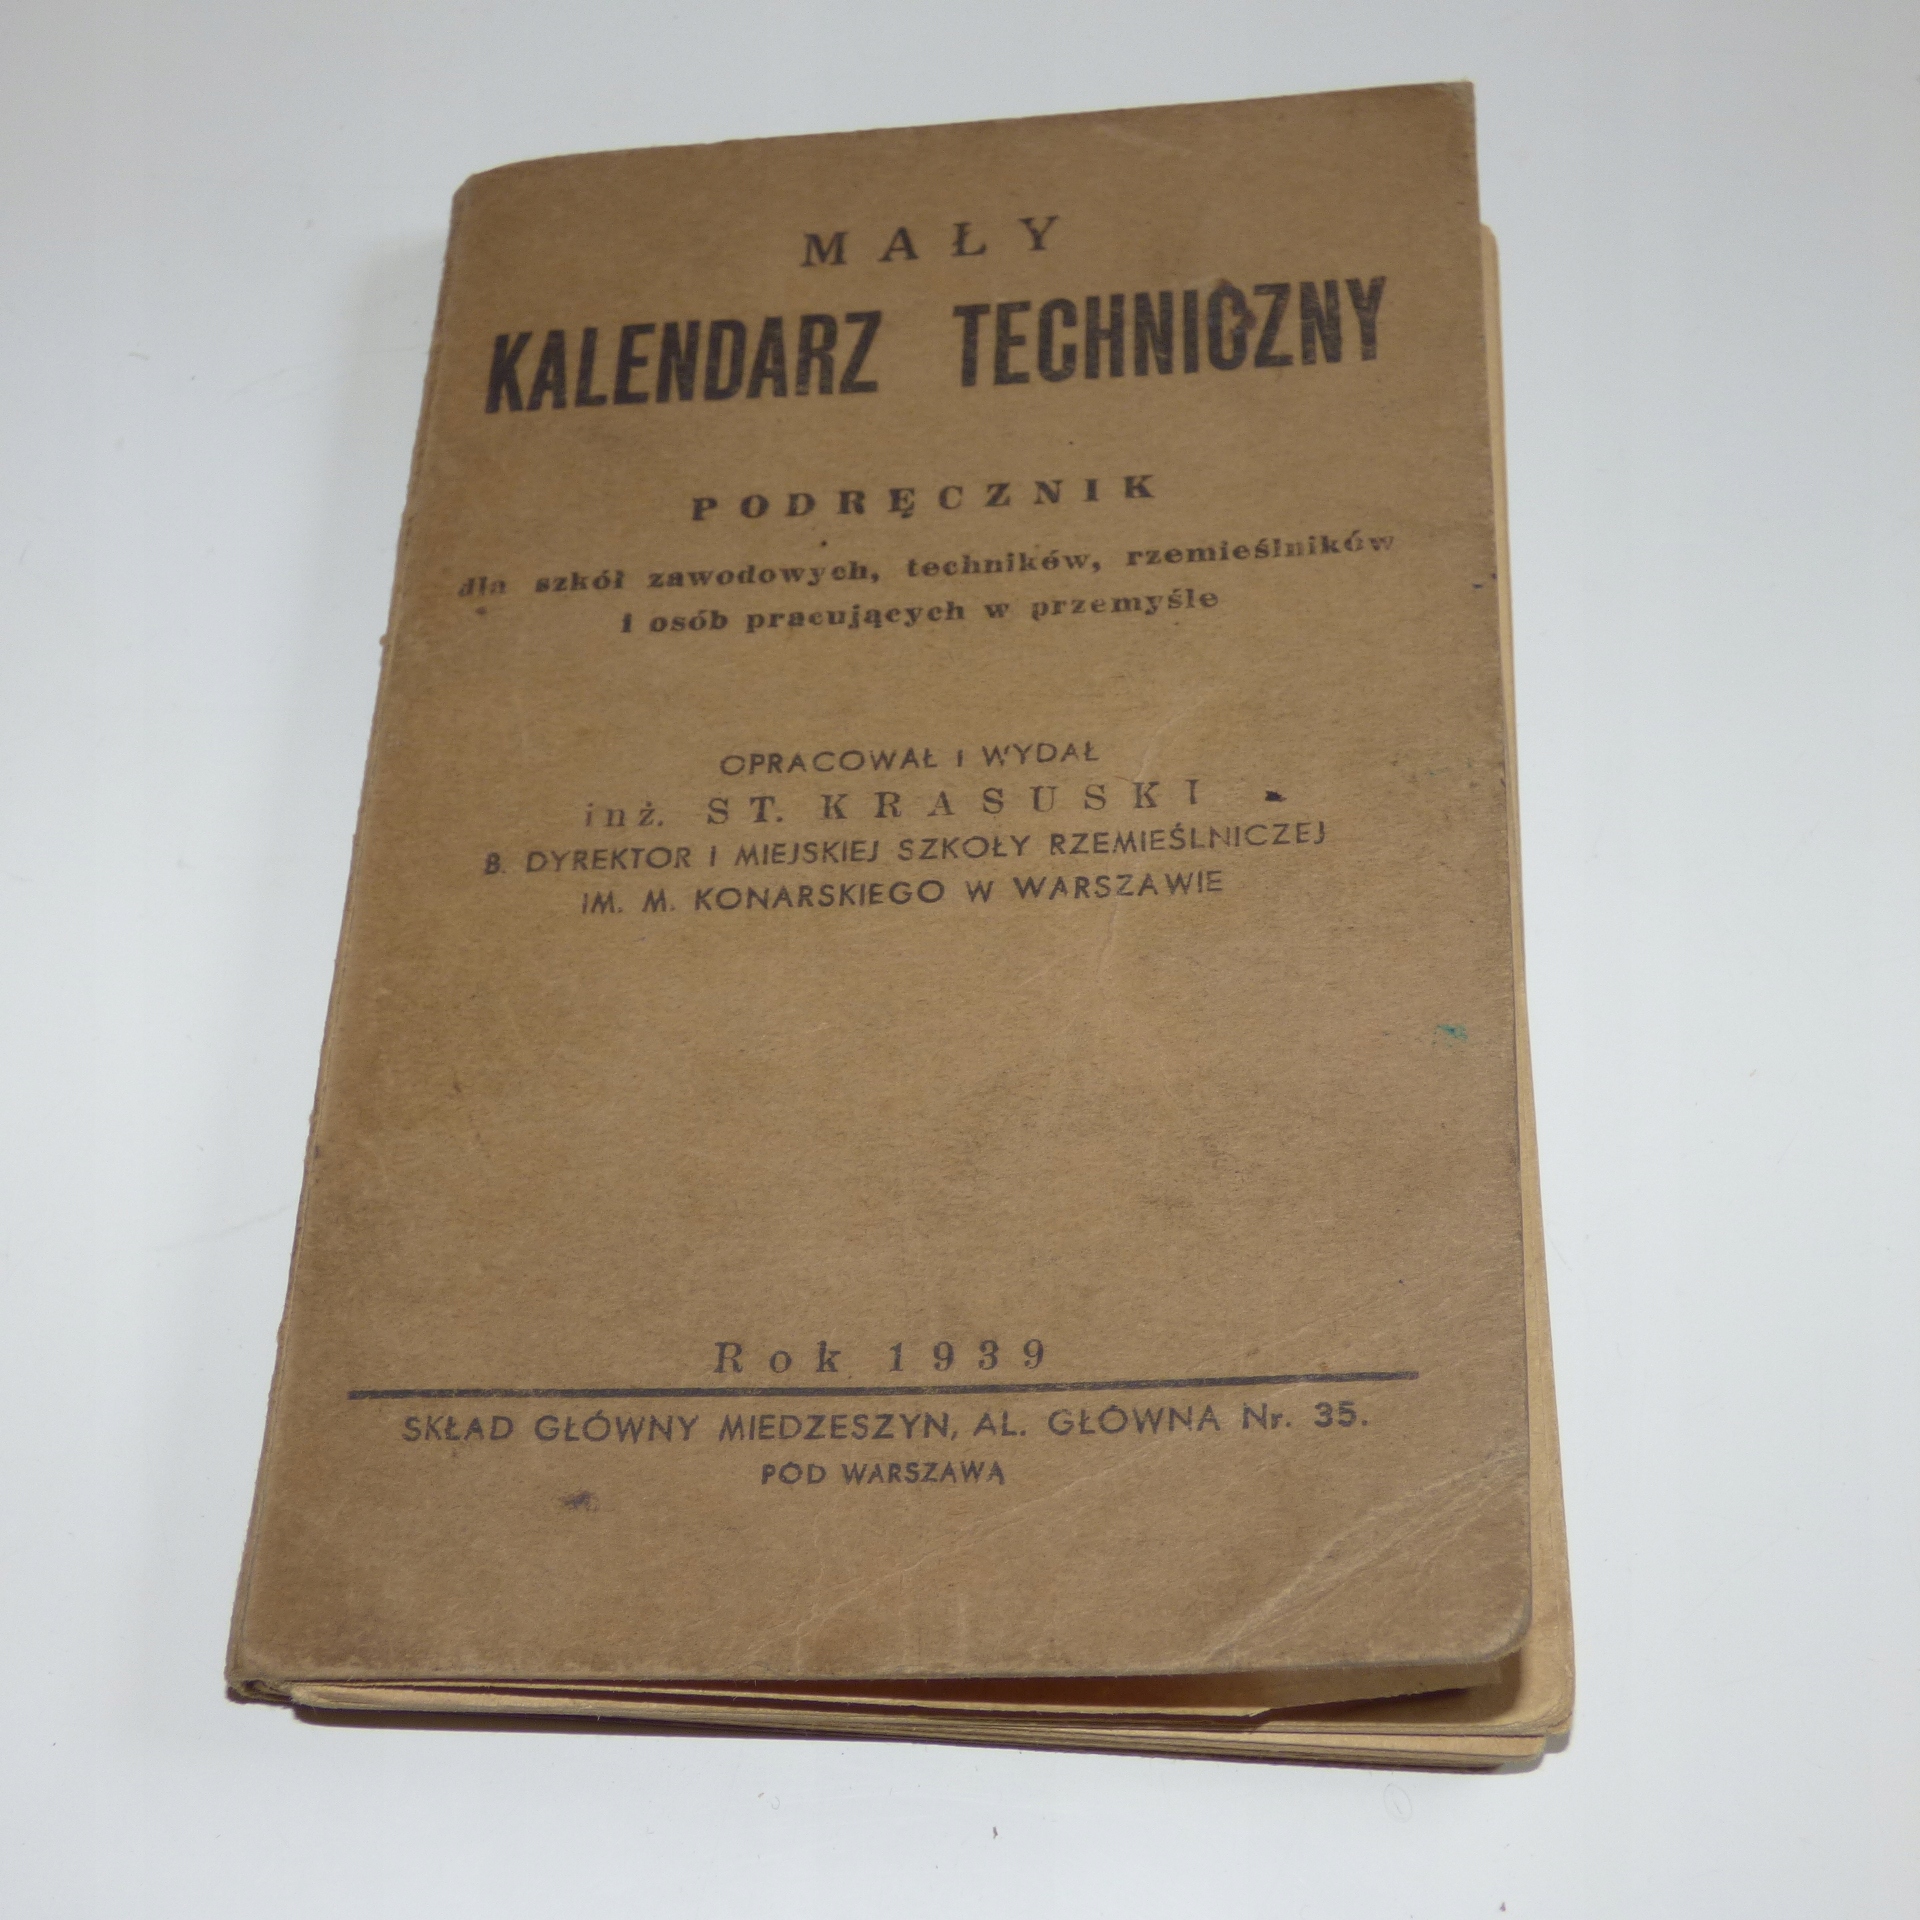 MAŁY
KALENDARZ TECHNICZNY
PODRĘCZNIK
dla szkół zawodowych, techników, rzemieślników
i osób pracujących w przemyśle
OPRACOWAŁ I WYDAŁ
inż. ST. KRASUSKI
B. DYREKTOR I MIEJSKIEJ SZKOŁY RZEMIEŚLNICZEJ
IM. M. KONARSKIEGO W WARSZAWIE
Rok 1939
SKŁAD GŁÓWNY MIEDZESZYN, AL. GŁÓWNA Nr. 35.
POD WARSZAWĄ